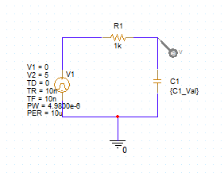 R1
1k
V1 = 0
V2 = 5
TD = 0
TR = 10n
TF = 10n
PW = 4.9800e-6
PER = 10u
V1
C1
{C1_Val}
0